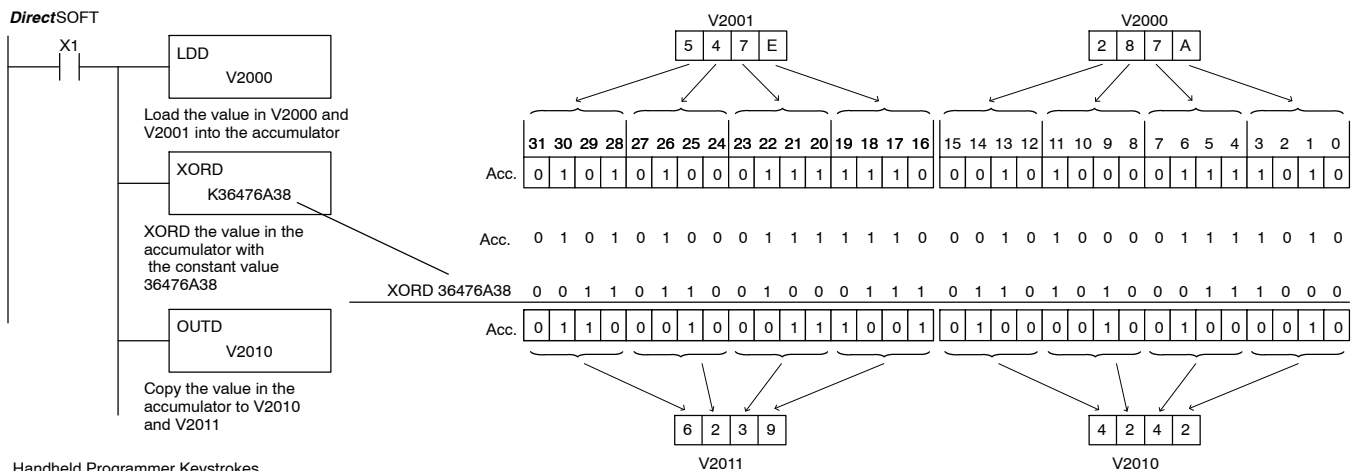 DirectSOFT
X1
LDD
V2000
Load the value in V2000 and
V2001 into the accumulator
XORD
K36476A38
XORD the value in the
accumulator with
the constant value
36476A38
OUTD
V2010
Copy the value in the
accumulator to V2010
and V2011
Handheld Programmer Keystrokes
V2001 V2000
5 4 7 E 2 8 7 A
31 30 29 28 27 26 25 24 23 22 21 20 19 18 17 16 15 14 13 12 11 10 9 8 7 6 5 4 3 2 1 0
Acc. 0 1 0 1 0 1 0 0 0 1 1 1 1 1 1 0 0 0 1 0 1 0 0 0 0 1 1 1 1 0 1 0
Acc. 0 1 0 1 0 1 0 0 0 1 1 1 1 1 1 0 0 0 1 0 1 0 0 0 0 1 1 1 1 0 1 0
XORD 36476A38 0 0 1 1 0 1 1 0 0 1 0 0 0 1 1 1 0 1 1 0 1 0 1 0 0 0 1 1 1 0 0 0
Acc. 0 1 1 0 0 0 1 0 0 0 1 1 1 0 0 1 0 1 0 0 0 0 1 0 0 1 0 0 0 0 1 0
6 2 3 9 4 2 4 2
V2011 V2010